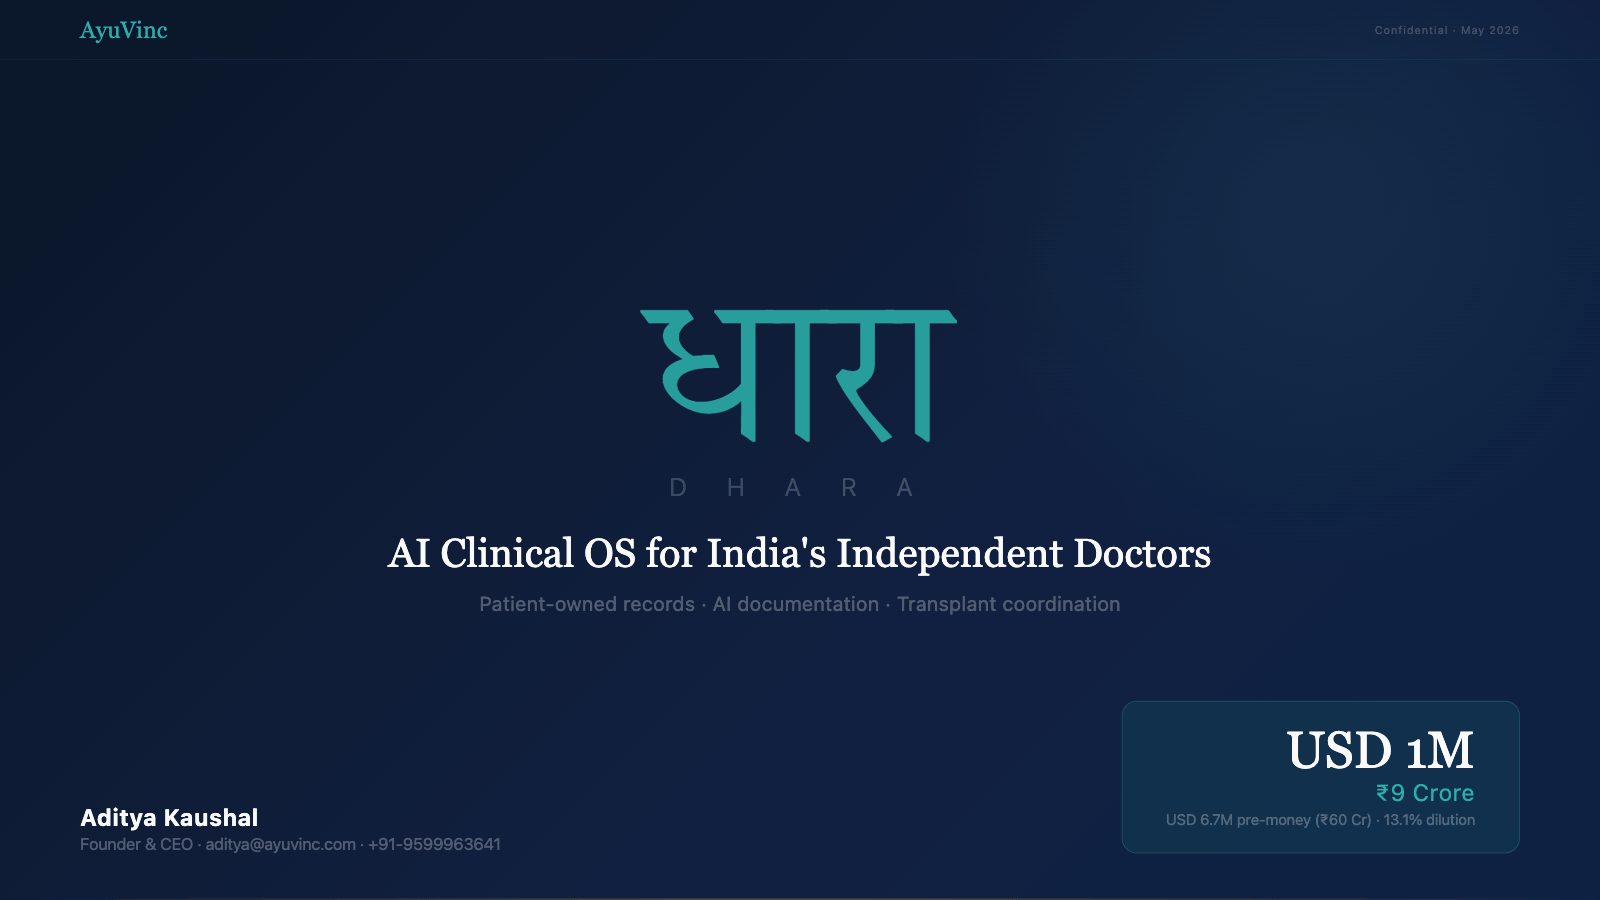 AyuVinc
Confidential · May 2026
धारा
DHARA
AI Clinical OS for India's Independent Doctors
Patient-owned records · AI documentation · Transplant coordination
USD 1M
₹9 Crore
USD 6.7M pre-money (₹60 Cr) · 13.1% dilution
Aditya Kaushal
Founder & CEO · aditya@ayuvinc.com · +91-9599963641